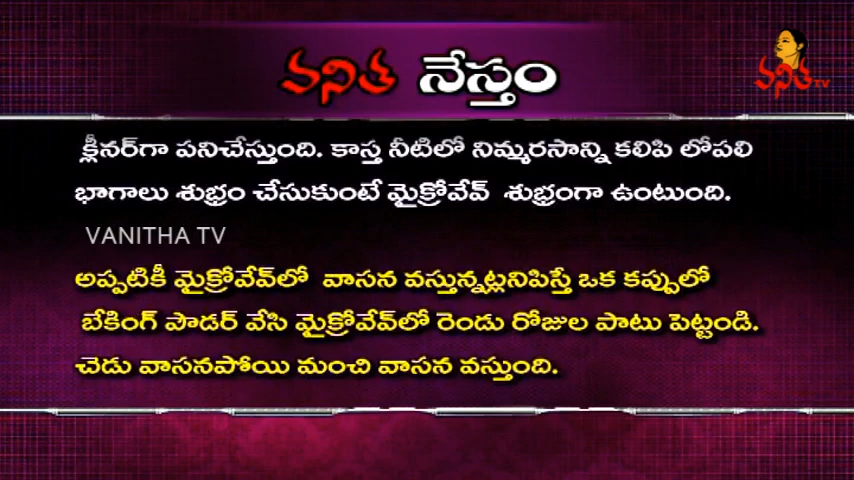 వనిత నేస్తం
వనిత TV
క్లీనర్‌గా పనిచేస్తుంది. కాస్త నీటిలో నిమ్మరసాన్ని కలిపి లోపలి
భాగాలు శుభ్రం చేసుకుంటే మైక్రోవేవ్ శుభ్రంగా ఉంటుంది.
VANITHA TV
అప్పటికీ మైక్రోవేవ్‌లో వాసన వస్తున్నట్లనిపిస్తే ఒక కప్పులో
బేకింగ్ పౌడర్ వేసి మైక్రోవేవ్‌లో రెండు రోజుల పాటు పెట్టండి.
చెడు వాసనపోయి మంచి వాసన వస్తుంది.